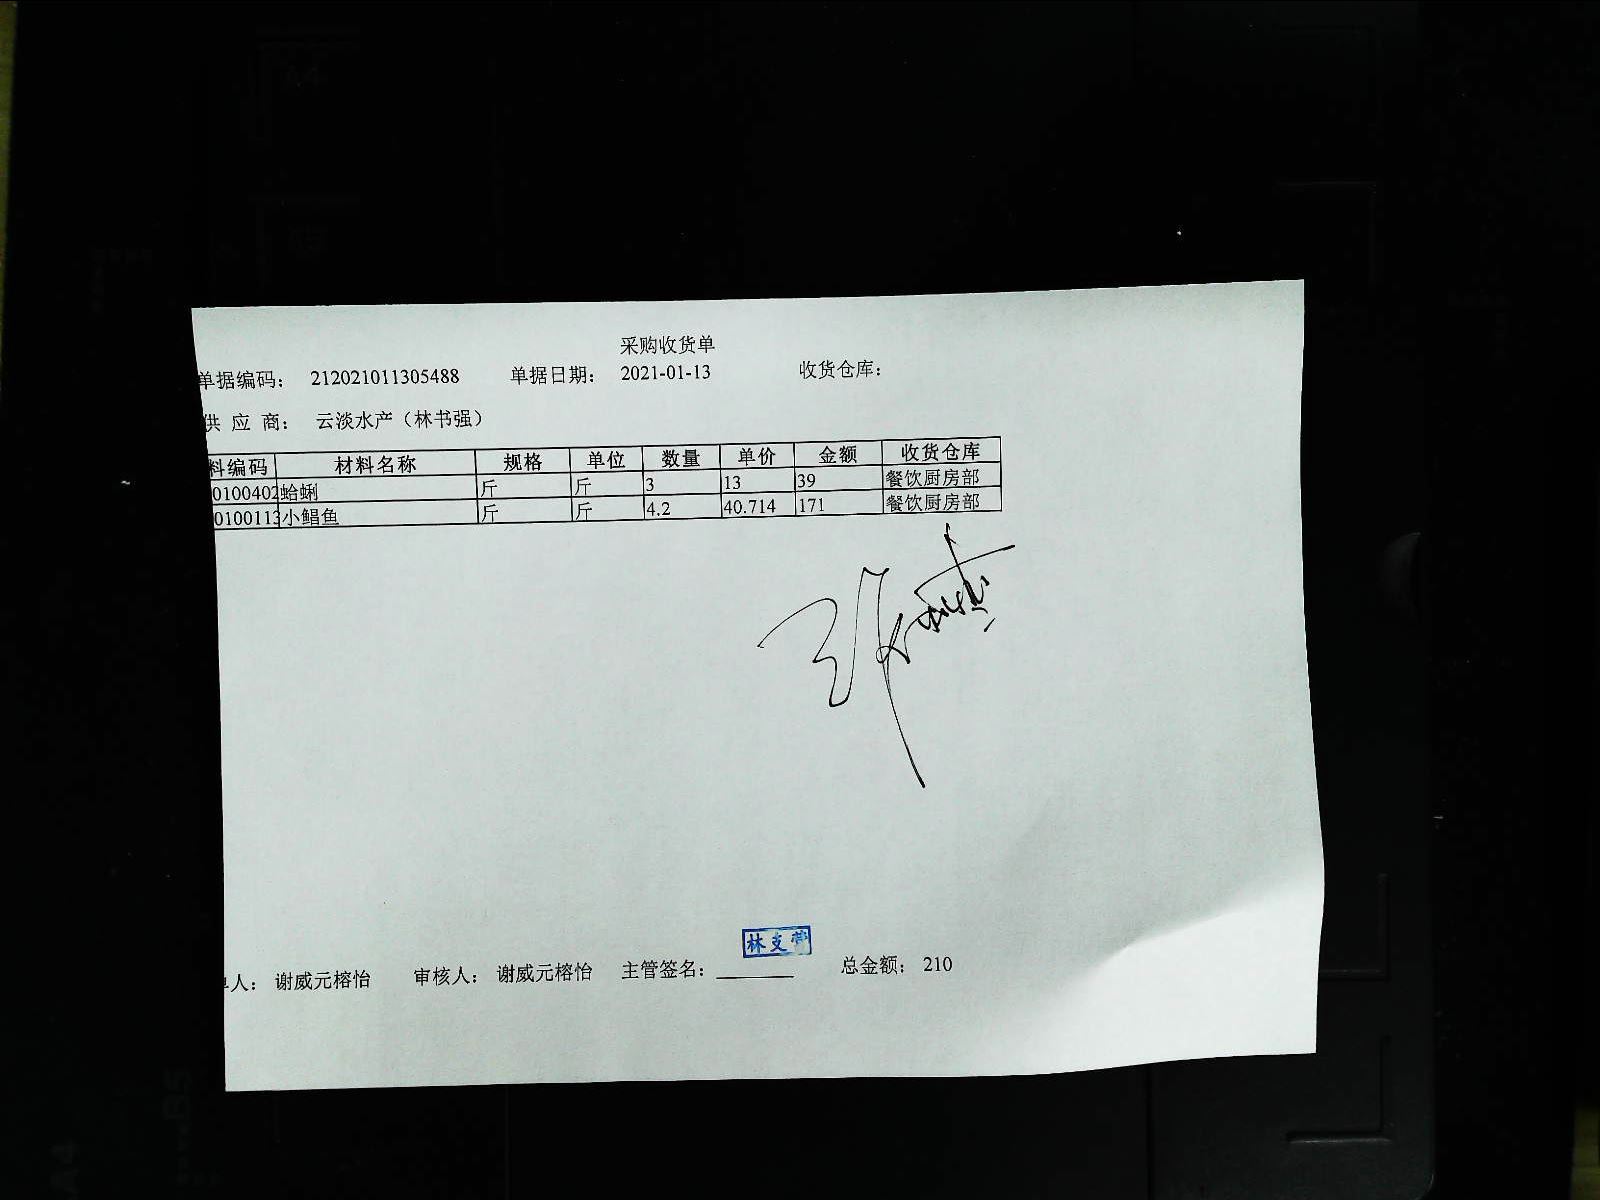 采购收货单
单据编码： 212021011305488 单据日期： 2021-01-13 收货仓库：
供 应 商： 云淡水产（林书强）
料编码 材料名称 规格 单位 数量 单价 金额 收货仓库
0100402 蛤蜊 斤 斤 3 13 39 餐饮厨房部
0100113 小鲳鱼 斤 斤 4.2 40.714 171 餐饮厨房部
林支
人： 谢威元榕怡 审核人： 谢威元榕怡 主管签名： 总金额： 210